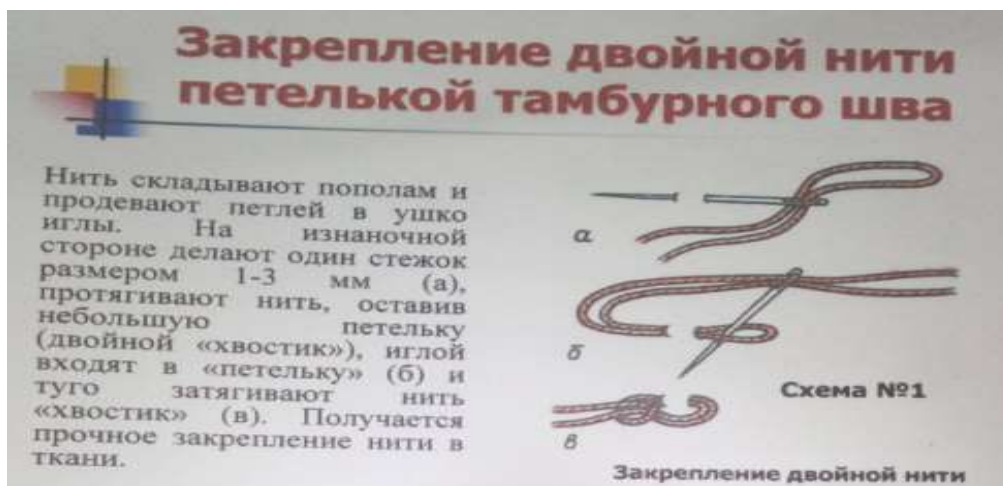 Закрепление двойной нити
петелькой тамбурного шва
Нить складывают пополам и
продевают петлей в ушко
иглы. На изнаночной
стороне делают один стежок
размером 1-3 мм (а),
протягивают нить, оставив
небольшую петельку
(двойной «хвостик»), иглой
входят в «петельку» (б) и
туго затягивают нить
«хвостик» (в). Получается
прочное закрепление нити в
ткани.
а
б
в
Схема №1
Закрепление двойной нити